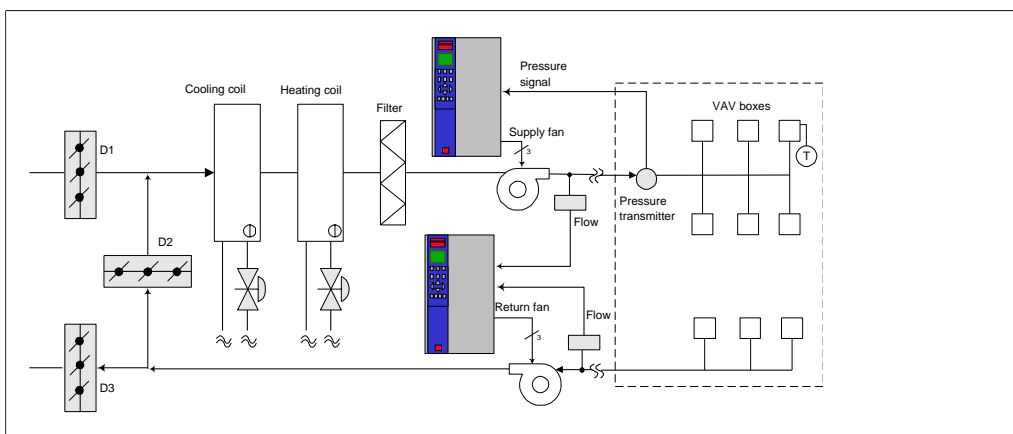 Pressure
signal
Cooling coil
Heating coil
Filter
VAV boxes
D1
Supply fan
3
T
Pressure
transmitter
Flow
D2
Return fan
Flow
3
D3